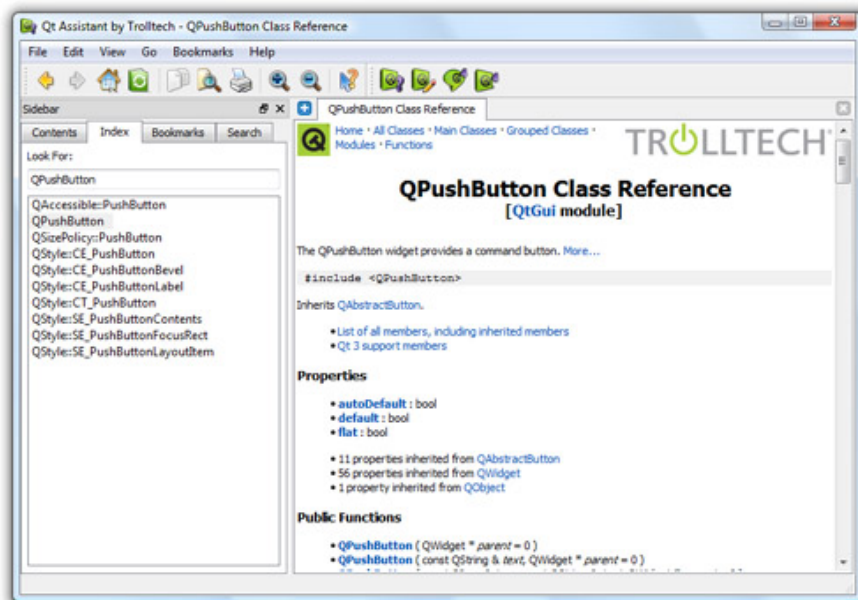 Qt Assistant by Trolltech - QPushButton Class Reference
File Edit View Go Bookmarks Help
Sidebar
Contents Index Bookmarks Search
Look For:
QPushButton
QAccessible::PushButton
QPushButton
QSizePolicy::PushButton
QStyle::CE_PushButton
QStyle::CE_PushButtonBevel
QStyle::CE_PushButtonLabel
QStyle::CT_PushButton
QStyle::SE_PushButtonContents
QStyle::SE_PushButtonFocusRect
QStyle::SE_PushButtonLayoutItem
QPushButton Class Reference
Home · All Classes · Main Classes · Grouped Classes ·
Modules · Functions
TROLLTECH
QPushButton Class Reference
[QtGui module]
The QPushButton widget provides a command button. More...
#include <QPushButton>
Inherits QAbstractButton.
• List of all members, including inherited members
• Qt 3 support members
Properties
• autoDefault : bool
• default : bool
• flat : bool
• 11 properties inherited from QAbstractButton
• 56 properties inherited from QWidget
• 1 property inherited from QObject
Public Functions
• QPushButton ( QWidget * parent = 0 )
• QPushButton ( const QString & text, QWidget * parent = 0 )